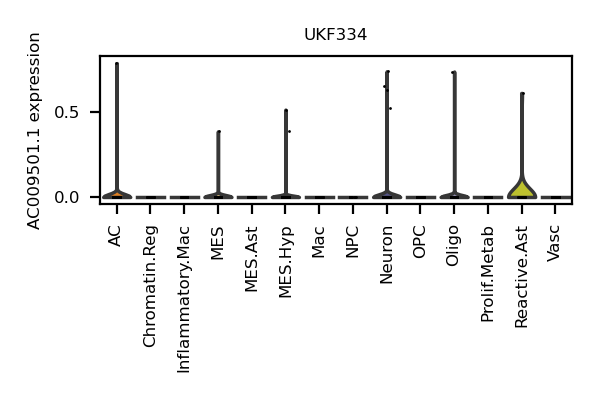 UKF334
AC009501.1 expression
0.5
0.0
AC
Chromatin.Reg
Inflammatory.Mac
MES
MES.Ast
MES.Hyp
Mac
NPC
Neuron
OPC
Oligo
Prolif.Metab
Reactive.Ast
Vasc